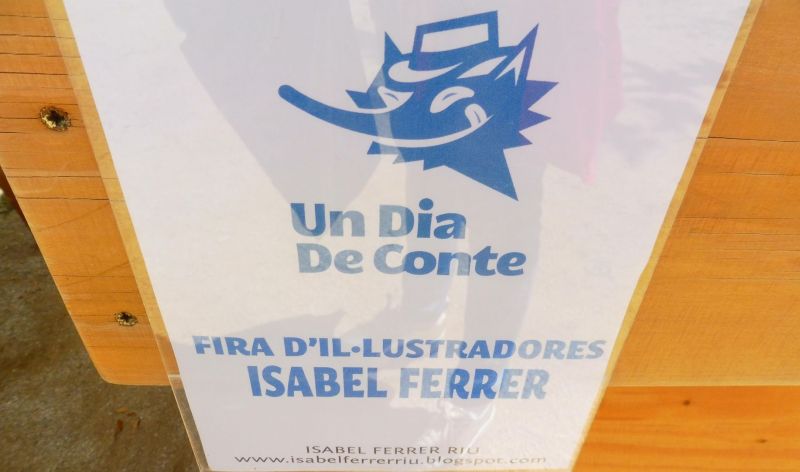 Un Dia
De Conte
FIRA D'IL·LUSTRADORES
ISABEL FERRER
ISABEL FERRER RIU
www.isabelferrerriu.blogspot.com